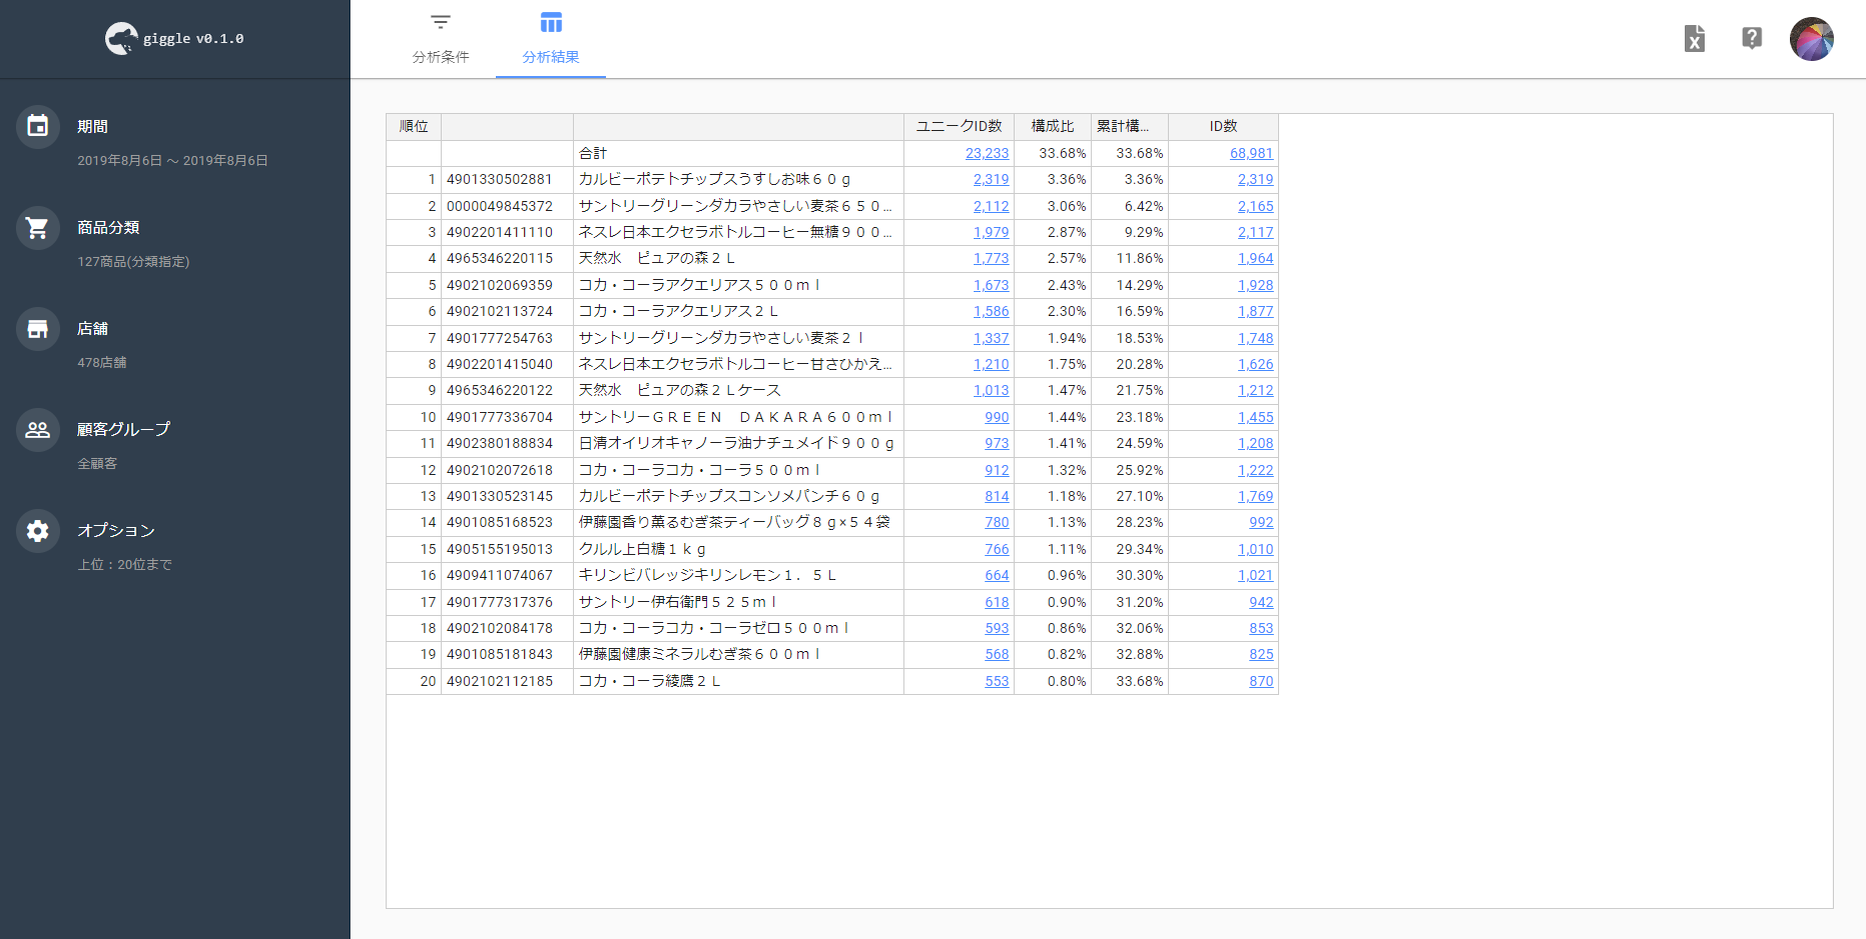 giggle v0.1.0
期間
2019年8月6日 ～ 2019年8月6日
商品分類
127商品(分類指定)
店舗
478店舗
顧客グループ
全顧客
オプション
上位：20位まで
分析条件 分析結果
順位 ユニークID数 構成比 累計構... ID数
合計 23,233 33.68% 33.68% 68,981
1 4901330502881 カルビーポテトチップスうすしお味６０ｇ 2,319 3.36% 3.36% 2,319
2 0000049845372 サントリーグリーンダカラやさしい麦茶６５０... 2,112 3.06% 6.42% 2,165
3 4902201411110 ネスレ日本エクセラボトルコーヒー無糖９００... 1,979 2.87% 9.29% 2,117
4 4965346220115 天然水　ピュアの森２Ｌ 1,773 2.57% 11.86% 1,964
5 4902102069359 コカ・コーラアクエリアス５００ｍｌ 1,673 2.43% 14.29% 1,928
6 4902102113724 コカ・コーラアクエリアス２Ｌ 1,586 2.30% 16.59% 1,877
7 4901777254763 サントリーグリーンダカラやさしい麦茶２ｌ 1,337 1.94% 18.53% 1,748
8 4902201415040 ネスレ日本エクセラボトルコーヒー甘さひかえ... 1,210 1.75% 20.28% 1,626
9 4965346220122 天然水　ピュアの森２Ｌケース 1,013 1.47% 21.75% 1,212
10 4901777336704 サントリーＧＲＥＥＮ　ＤＡＫＡＲＡ６００ｍｌ 990 1.44% 23.18% 1,455
11 4902380188834 日清オイリオキャノーラ油ナチュメイド９００ｇ 973 1.41% 24.59% 1,208
12 4902102072618 コカ・コーラコカ・コーラ５００ｍｌ 912 1.32% 25.92% 1,222
13 4901330523145 カルビーポテトチップスコンソメパンチ６０ｇ 814 1.18% 27.10% 1,769
14 4901085168523 伊藤園香り薫るむぎ茶ティーバッグ８ｇ×５４袋 780 1.13% 28.23% 992
15 4905155195013 クルル上白糖１ｋｇ 766 1.11% 29.34% 1,010
16 4909411074067 キリンビバレッジキリンレモン１．５Ｌ 664 0.96% 30.30% 1,021
17 4901777317376 サントリー伊右衛門５２５ｍｌ 618 0.90% 31.20% 942
18 4902102084178 コカ・コーラコカ・コーラゼロ５００ｍｌ 593 0.86% 32.06% 853
19 4901085181843 伊藤園健康ミネラルむぎ茶６００ｍｌ 568 0.82% 32.88% 825
20 4902102112185 コカ・コーラ綾鷹２Ｌ 553 0.80% 33.68% 870